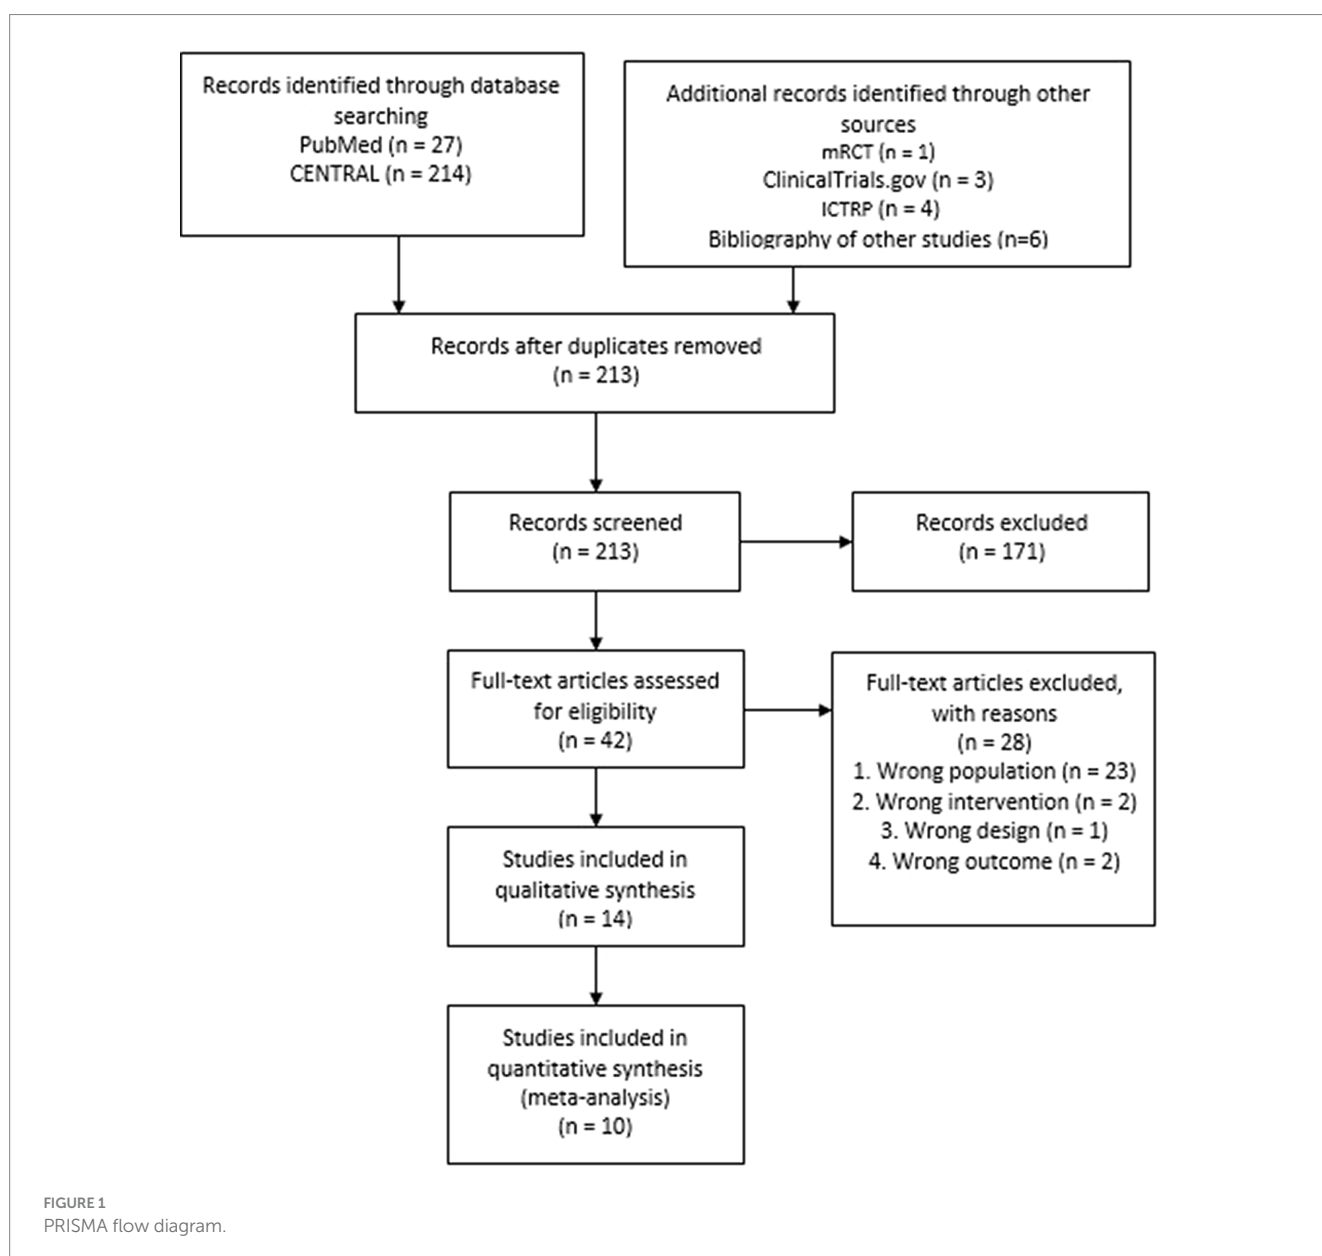 Records identified through database
searching
PubMed (n = 27)
CENTRAL (n = 214)
Additional records identified through other
sources
mRCT (n = 1)
ClinicalTrials.gov (n = 3)
ICTRP (n = 4)
Bibliography of other studies (n=6)
Records after duplicates removed
(n = 213)
Records screened
(n = 213)
Records excluded
(n = 171)
Full-text articles assessed
for eligibility
(n = 42)
Full-text articles excluded,
with reasons
(n = 28)
1. Wrong population (n = 23)
2. Wrong intervention (n = 2)
3. Wrong design (n = 1)
4. Wrong outcome (n = 2)
Studies included in
qualitative synthesis
(n = 14)
Studies included in
quantitative synthesis
(meta-analysis)
(n = 10)
FIGURE 1
PRISMA flow diagram.